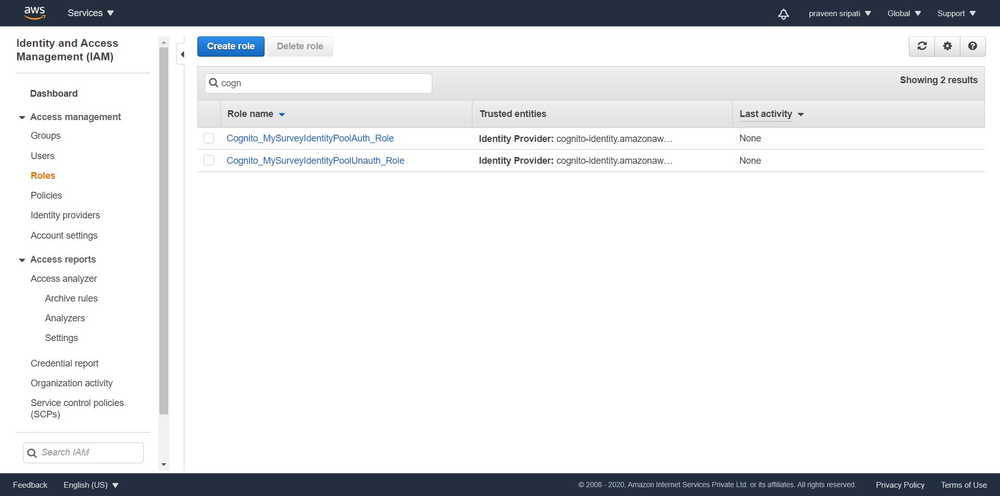 aws
Services
praveen sripati
Global
Support
Identity and Access
Management (IAM)
Dashboard
Access management
Groups
Users
Roles
Policies
Identity providers
Account settings
Access reports
Access analyzer
Archive rules
Analyzers
Settings
Credential report
Organization activity
Service control policies
(SCPs)
Search IAM
Create role
Delete role
cogn
Showing 2 results
Role name
Trusted entities
Last activity
Cognito_MySurveyIdentityPoolAuth_Role
Identity Provider: cognito-identity.amazonaw…
None
Cognito_MySurveyIdentityPoolUnauth_Role
Identity Provider: cognito-identity.amazonaw…
None
Feedback
English (US)
© 2008 - 2020, Amazon Internet Services Private Ltd. or its affiliates. All rights reserved.
Privacy Policy
Terms of Use